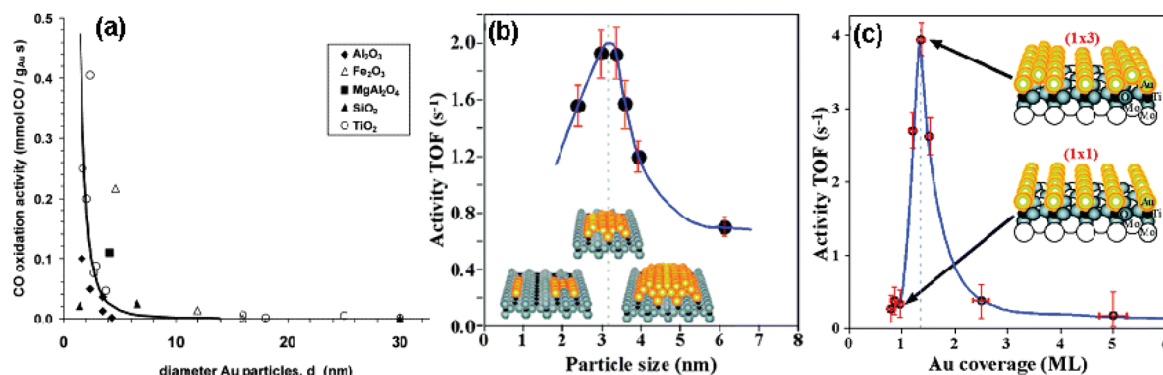 (a)
CO oxidation activity (mmol CO / gAu s)
0.5
0.4
0.3
0.2
0.1
0.0
0
10
20
30
diameter Au particles, d (nm)
Al2O3
Fe2O3
MgAl2O4
SiO2
TiO2
(b)
Activity TOF (s-1)
2.0
1.6
1.2
0.8
0.4
0.0
0 1 2 3 4 5 6 7 8
Particle size (nm)
(c)
Activity TOF (s-1)
4
3
2
1
0
0 1 2 3 4 5 6
Au coverage (ML)
(1x3)
Au
O
Ti
Mo
Mo
(1x1)
Au
O
Ti
Mo
Mo